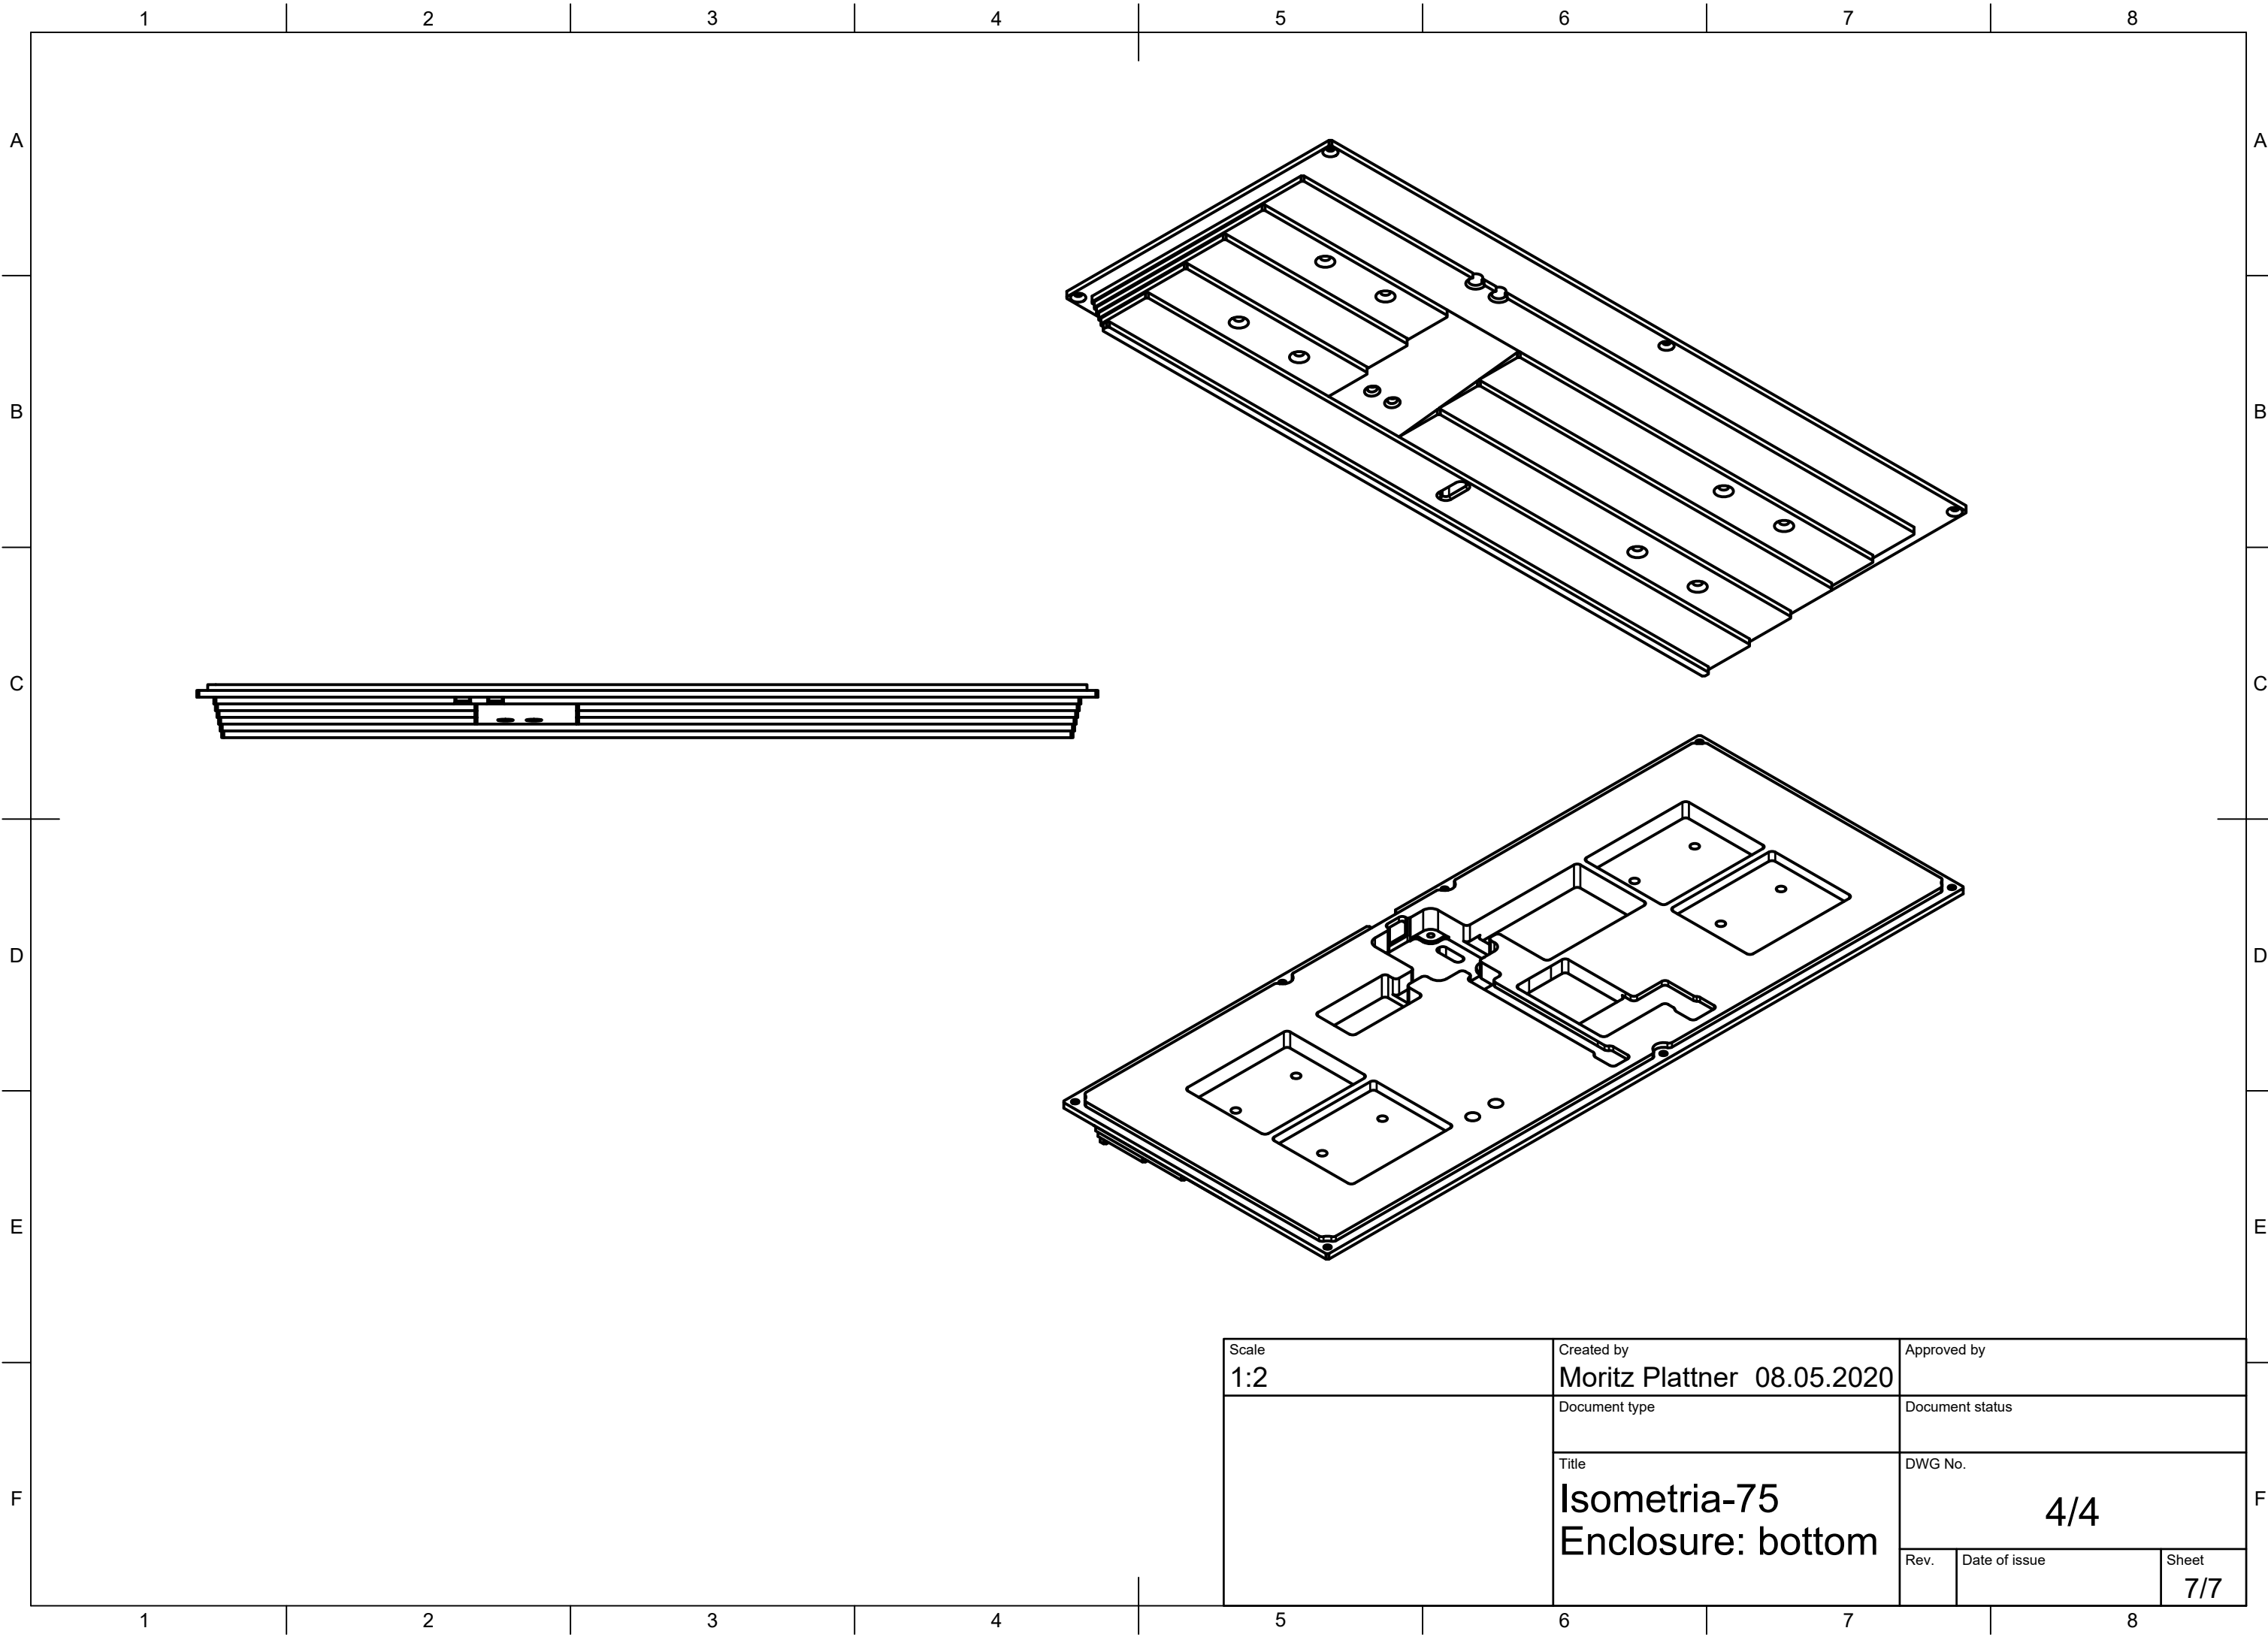 1 2 3 4 5 6 7 8
A A
B B
C C
D D
E E
Scale Created by Approved by
1:2 Moritz Plattner 08.05.2020
Document type Document status
Title DWG No.
F Isometria-75 4/4 F
Enclosure: bottom
Rev. Date of issue Sheet
7/7
1 2 3 4 5 6 7 8